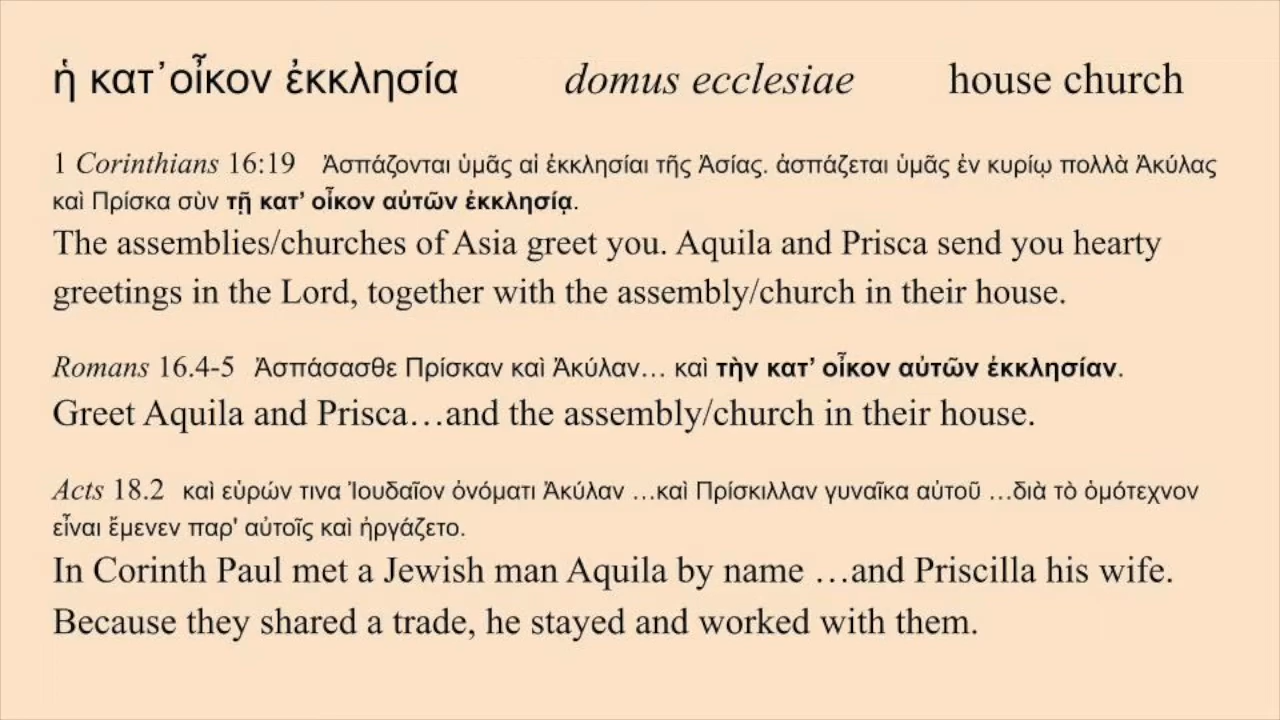 ἡ κατ᾽οἶκον ἐκκλησία domus ecclesiae house church
1 Corinthians 16:19 Ἀσπάζονται ὑμᾶς αἱ ἐκκλησίαι τῆς Ἀσίας. ἀσπάζεται ὑμᾶς ἐν κυρίῳ πολλὰ Ἀκύλας
καὶ Πρίσκα σὺν τῇ κατ’ οἶκον αὐτῶν ἐκκλησίᾳ.
The assemblies/churches of Asia greet you. Aquila and Prisca send you hearty
greetings in the Lord, together with the assembly/church in their house.
Romans 16.4-5 Ἀσπάσασθε Πρίσκαν καὶ Ἀκύλαν… καὶ τὴν κατ’ οἶκον αὐτῶν ἐκκλησίαν.
Greet Aquila and Prisca…and the assembly/church in their house.
Acts 18.2 καὶ εὑρών τινα Ἰουδαῖον ὀνόματι Ἀκύλαν …καὶ Πρίσκιλλαν γυναῖκα αὐτοῦ …διὰ τὸ ὁμότεχνον
εἶναι ἔμενεν παρ' αὐτοῖς καὶ ἠργάζετο.
In Corinth Paul met a Jewish man Aquila by name …and Priscilla his wife.
Because they shared a trade, he stayed and worked with them.